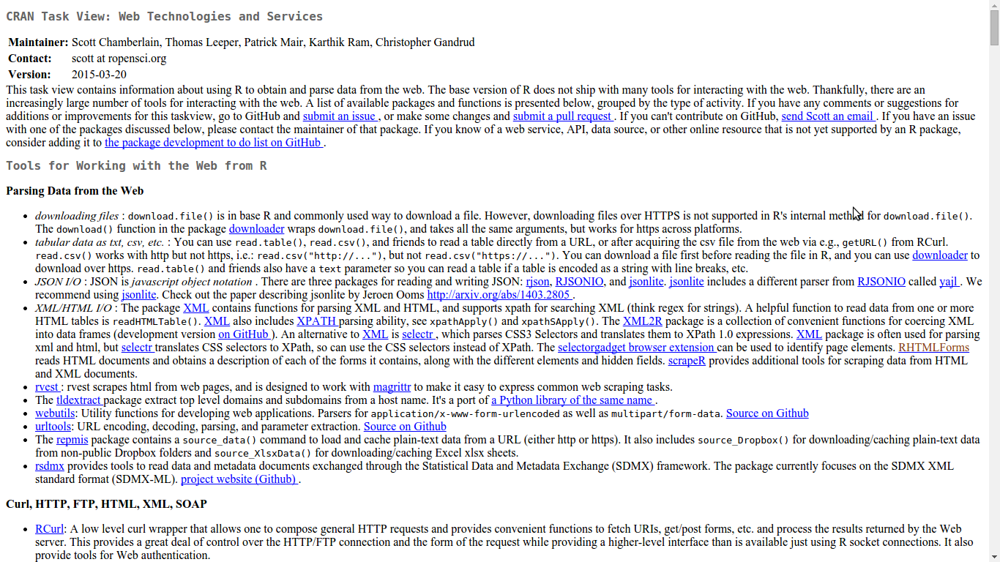 CRAN Task View: Web Technologies and Services
Maintainer: Scott Chamberlain, Thomas Leeper, Patrick Mair, Karthik Ram, Christopher Gandrud
Contact: scott at ropensci.org
Version: 2015-03-20
This task view contains information about using R to obtain and parse data from the web. The base version of R does not ship with many tools for interacting with the web. Thankfully, there are an
increasingly large number of tools for interacting with the web. A list of available packages and functions is presented below, grouped by the type of activity. If you have any comments or suggestions for
additions or improvements for this taskview, go to GitHub and submit an issue , or make some changes and submit a pull request . If you can't contribute on GitHub, send Scott an email . If you have an issue
with one of the packages discussed below, please contact the maintainer of that package. If you know of a web service, API, data source, or other online resource that is not yet supported by an R package,
consider adding it to the package development to do list on GitHub .
Tools for Working with the Web from R
Parsing Data from the Web
• downloading files : download.file() is in base R and commonly used way to download a file. However, downloading files over HTTPS is not supported in R's internal method for download.file().
The download() function in the package downloader wraps download.file(), and takes all the same arguments, but works for https across platforms.
• tabular data as txt, csv, etc. : You can use read.table(), read.csv(), and friends to read a table directly from a URL, or after acquiring the csv file from the web via e.g., getURL() from RCurl.
read.csv() works with http but not https, i.e.: read.csv("http://..."), but not read.csv("https://..."). You can download a file first before reading the file in R, and you can use downloader to
download over https. read.table() and friends also have a text parameter so you can read a table if a table is encoded as a string with line breaks, etc.
• JSON I/O : JSON is javascript object notation . There are three packages for reading and writing JSON: rjson, RJSONIO, and jsonlite. jsonlite includes a different parser from RJSONIO called yajl . We
recommend using jsonlite. Check out the paper describing jsonlite by Jeroen Ooms http://arxiv.org/abs/1403.2805 .
• XML/HTML I/O : The package XML contains functions for parsing XML and HTML, and supports xpath for searching XML (think regex for strings). A helpful function to read data from one or more
HTML tables is readHTMLTable(). XML also includes XPATH parsing ability, see xpathApply() and xpathSApply(). The XML2R package is a collection of convenient functions for coercing XML
into data frames (development version on GitHub ). An alternative to XML is selectr , which parses CSS3 Selectors and translates them to XPath 1.0 expressions. XML package is often used for parsing
xml and html, but selectr translates CSS selectors to XPath, so can use the CSS selectors instead of XPath. The selectorgadget browser extension can be used to identify page elements. RHTMLForms
reads HTML documents and obtains a description of each of the forms it contains, along with the different elements and hidden fields. scrapeR provides additional tools for scraping data from HTML
and XML documents.
• rvest : rvest scrapes html from web pages, and is designed to work with magrittr to make it easy to express common web scraping tasks.
• The tldextract package extract top level domains and subdomains from a host name. It's a port of a Python library of the same name .
• webutils: Utility functions for developing web applications. Parsers for application/x-www-form-urlencoded as well as multipart/form-data. Source on Github
• urltools: URL encoding, decoding, parsing, and parameter extraction. Source on Github
• The repmis package contains a source_data() command to load and cache plain-text data from a URL (either http or https). It also includes source_Dropbox() for downloading/caching plain-text data
from non-public Dropbox folders and source_XlsxData() for downloading/caching Excel xlsx sheets.
• rsdmx provides tools to read data and metadata documents exchanged through the Statistical Data and Metadata Exchange (SDMX) framework. The package currently focuses on the SDMX XML
standard format (SDMX-ML). project website (Github) .
Curl, HTTP, FTP, HTML, XML, SOAP
• RCurl: A low level curl wrapper that allows one to compose general HTTP requests and provides convenient functions to fetch URIs, get/post forms, etc. and process the results returned by the Web
server. This provides a great deal of control over the HTTP/FTP connection and the form of the request while providing a higher-level interface than is available just using R socket connections. It also
provide tools for Web authentication.